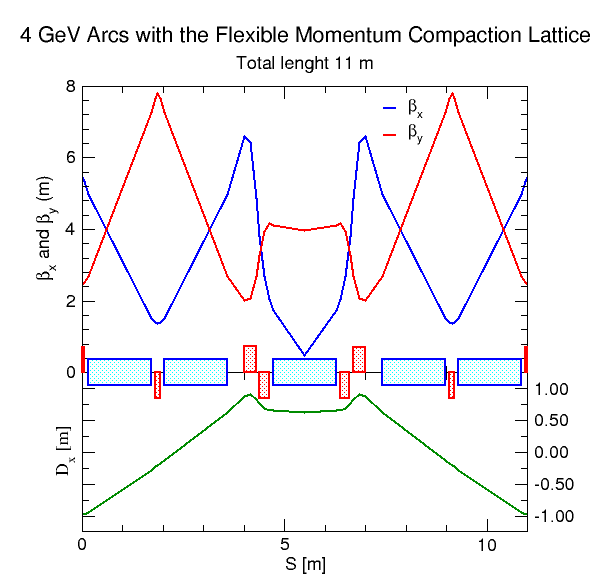 4 GeV Arcs with the Flexible Momentum Compaction Lattice
Total lenght 11 m
8
6
4
2
0
βx and βy (m)
βx
βy
1.00
0.50
0.00
-0.50
-1.00
Dx [m]
0 5 10
S [m]